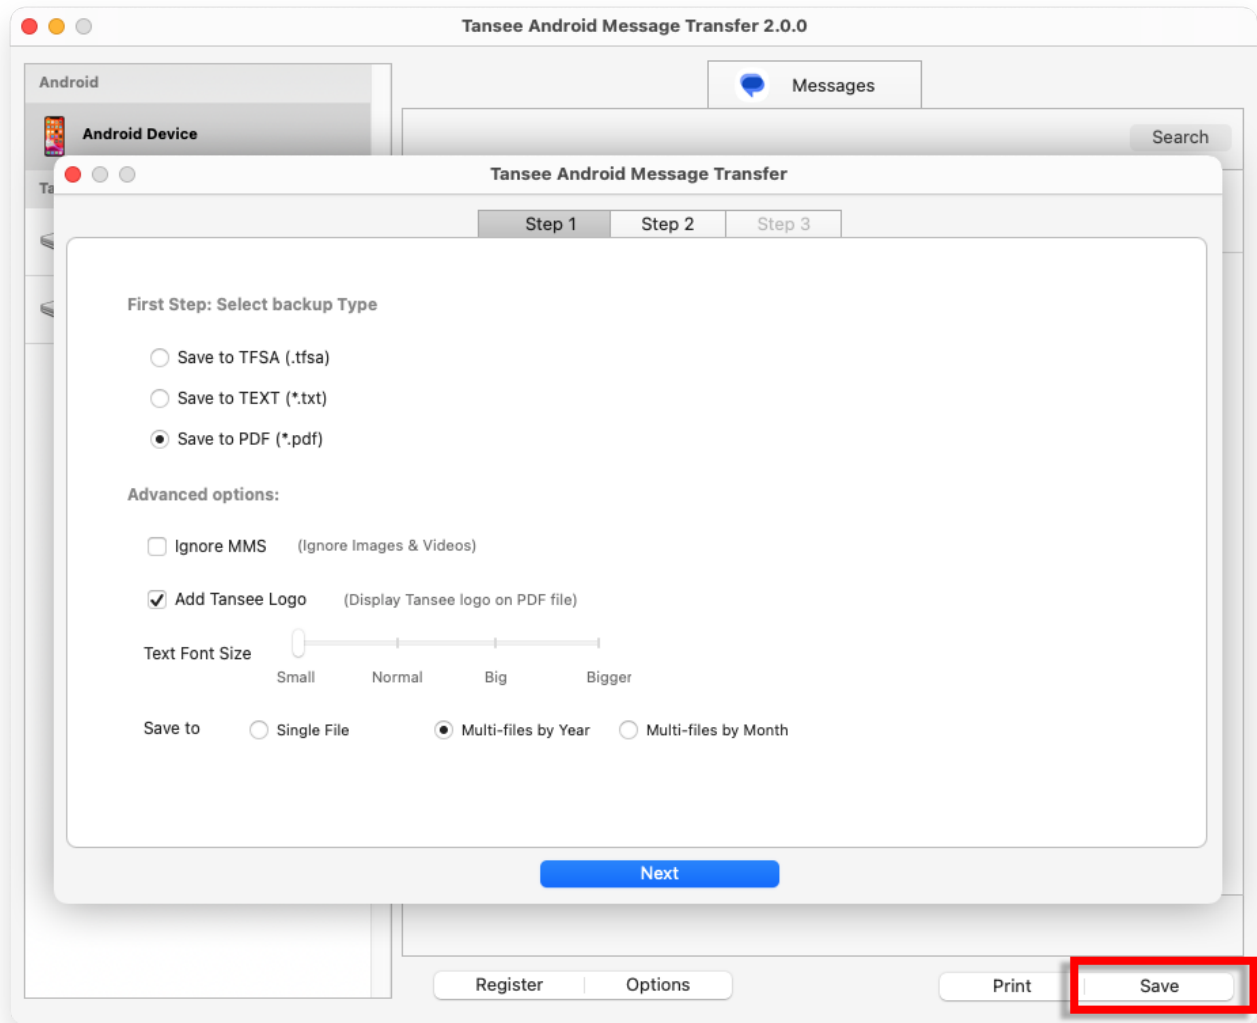 Tansee Android Message Transfer 2.0.0
Android
Messages
Android Device
Search
Ta
Tansee Android Message Transfer
Step 1 Step 2 Step 3
First Step: Select backup Type
Save to TFSA (.tfsa)
Save to TEXT (*.txt)
Save to PDF (*.pdf)
Advanced options:
Ignore MMS (Ignore Images & Videos)
Add Tansee Logo (Display Tansee logo on PDF file)
Text Font Size
Small Normal Big Bigger
Save to Single File Multi-files by Year Multi-files by Month
Next
Register Options Print Save